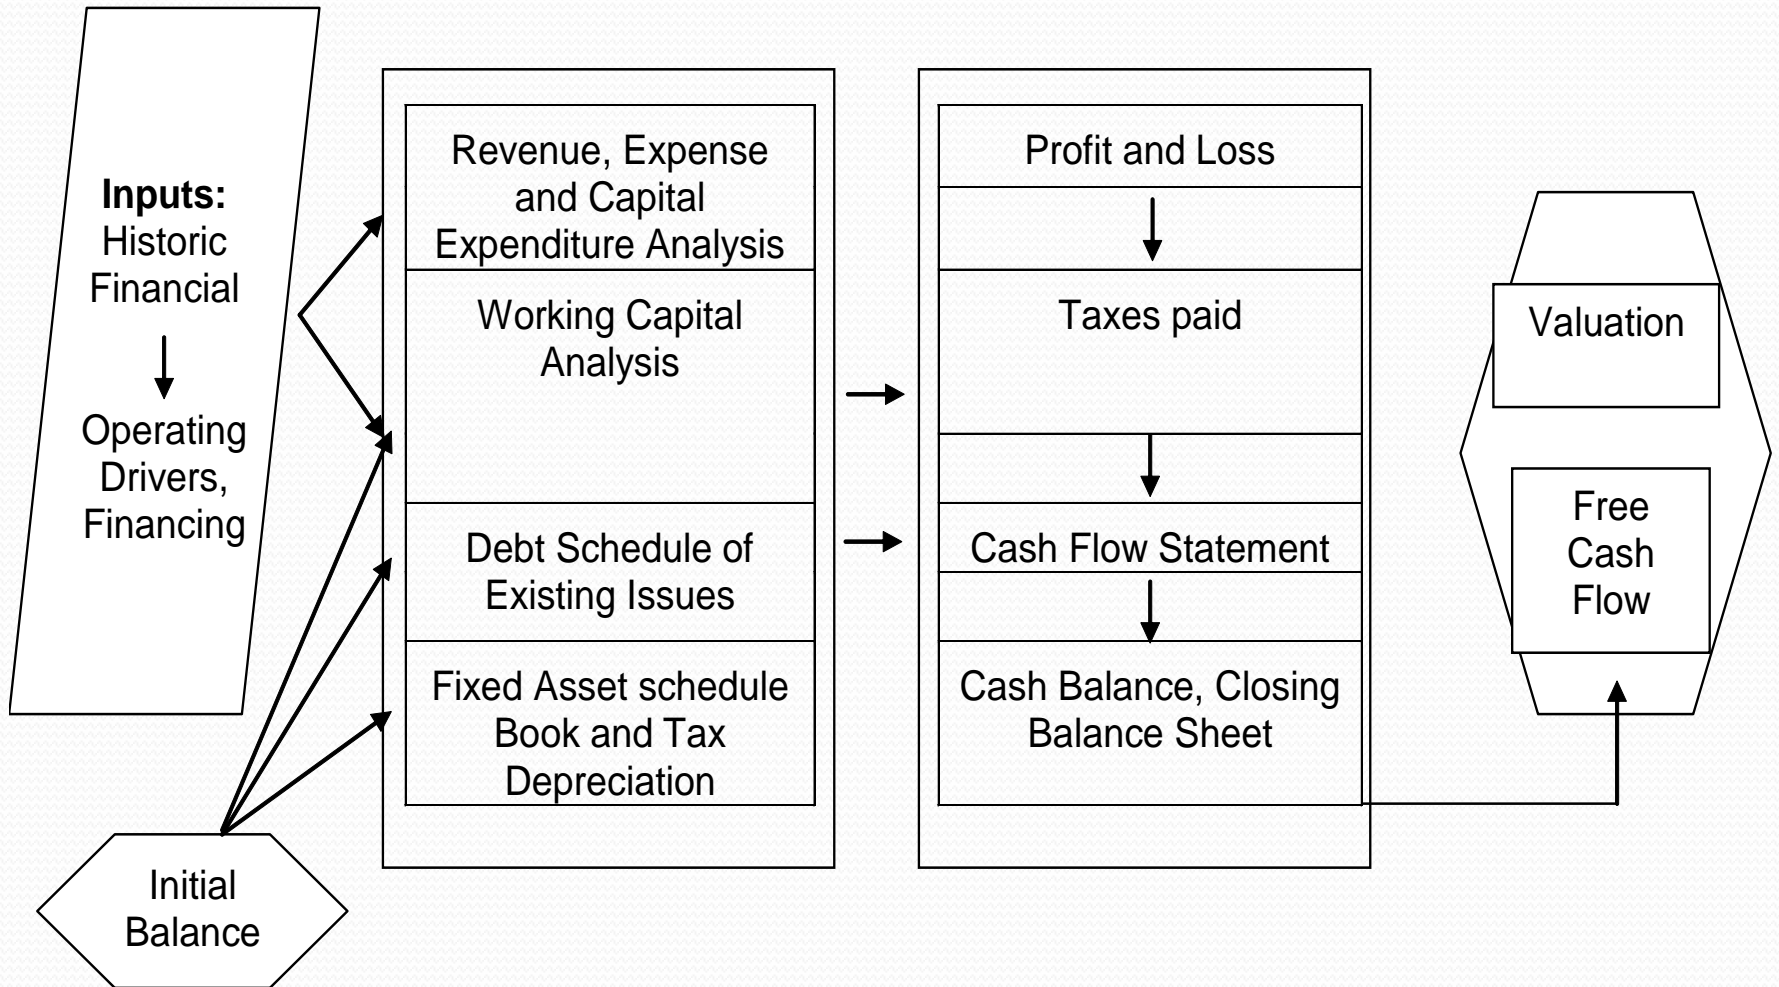 Inputs:
Historic
Financial
Operating
Drivers,
Financing
Initial
Balance
Revenue, Expense
and Capital
Expenditure Analysis
Working Capital
Analysis
Debt Schedule of
Existing Issues
Fixed Asset schedule
Book and Tax
Depreciation
Profit and Loss
Taxes paid
Cash Flow Statement
Cash Balance, Closing
Balance Sheet
Valuation
Free
Cash
Flow